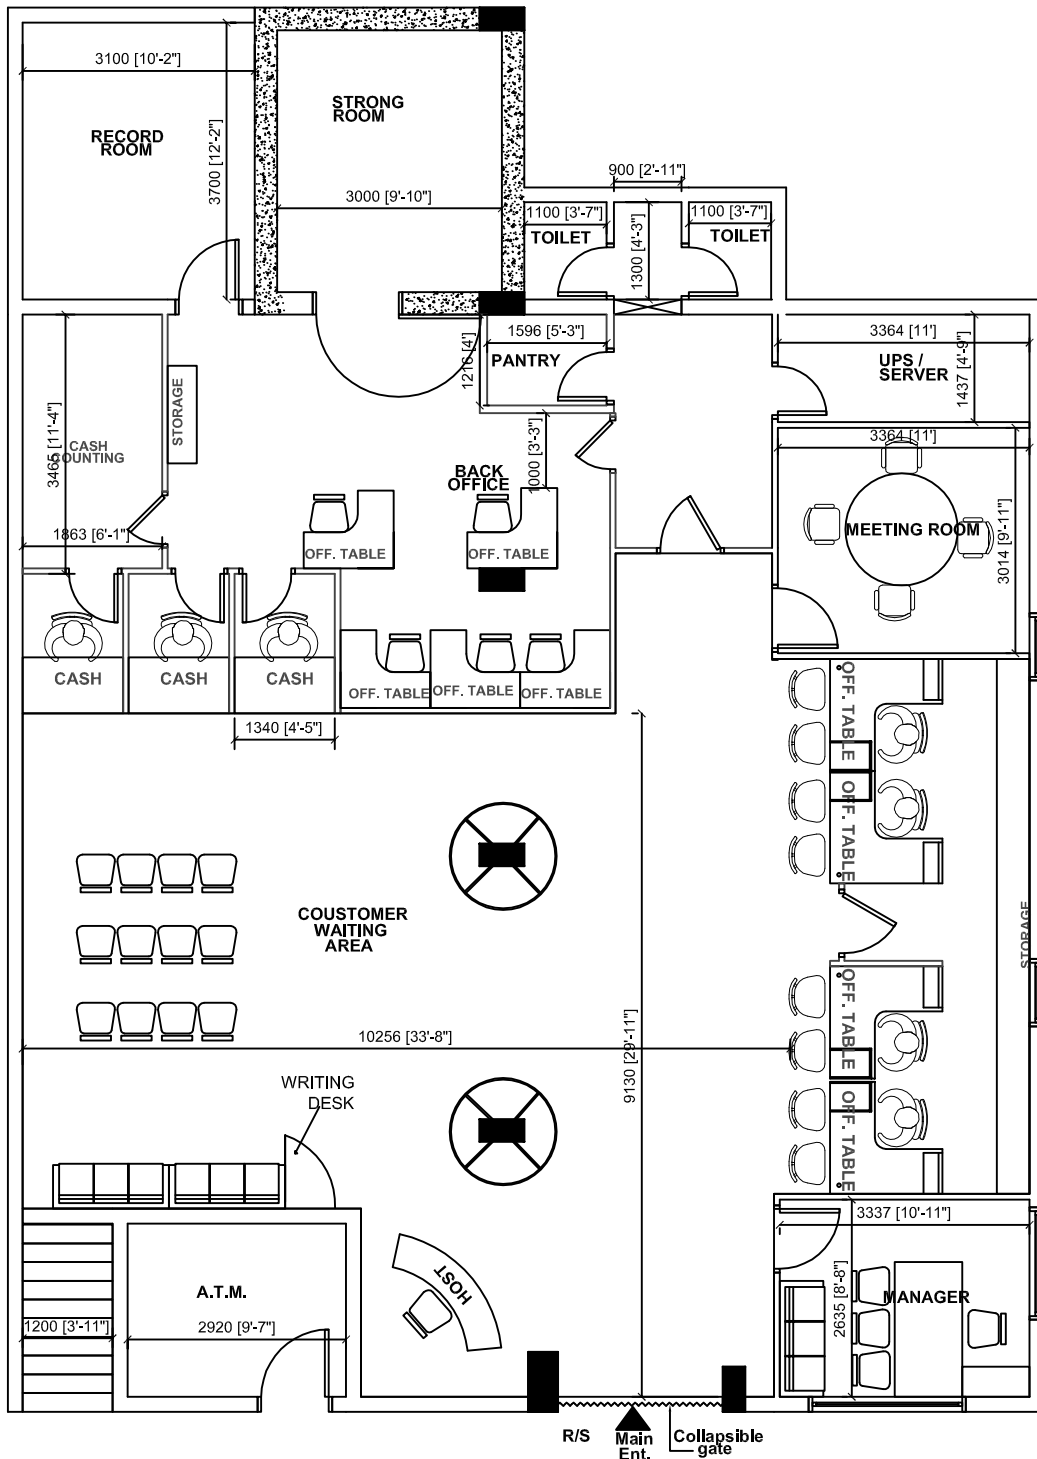 3100 [10'-2"]
STRONG
ROOM
RECORD
ROOM
3700 [12'-2"]
3000 [9'-10"]
900 [2'-11"]
1100 [3'-7"]
1100 [3'-7"]
TOILET
TOILET
1300 [4'-3"]
1596 [5'-3"]
PANTRY
1216 [4']
3364 [11']
UPS /
SERVER
1437 [4'-9"]
STORAGE
3465 [11'-4"]
CASH
COUNTING
3364 [11']
BACK
OFFICE
1000 [3'-3"]
1863 [6'-1"]
MEETING ROOM
3014 [9'-11"]
OFF. TABLE
OFF. TABLE
CASH
CASH
CASH
OFF. TABLE
OFF. TABLE
OFF. TABLE
1340 [4'-5"]
OFF. TABLE
OFF. TABLE
COUSTOMER
WAITING
AREA
STORAGE
10256 [33'-8"]
9130 [29'-11"]
OFF. TABLE
OFF. TABLE
WRITING
DESK
3337 [10'-11"]
HOST
A.T.M.
MANAGER
2635 [8'-8"]
1200 [3'-11"]
2920 [9'-7"]
R/S
Main
Ent.
Collapsible
gate